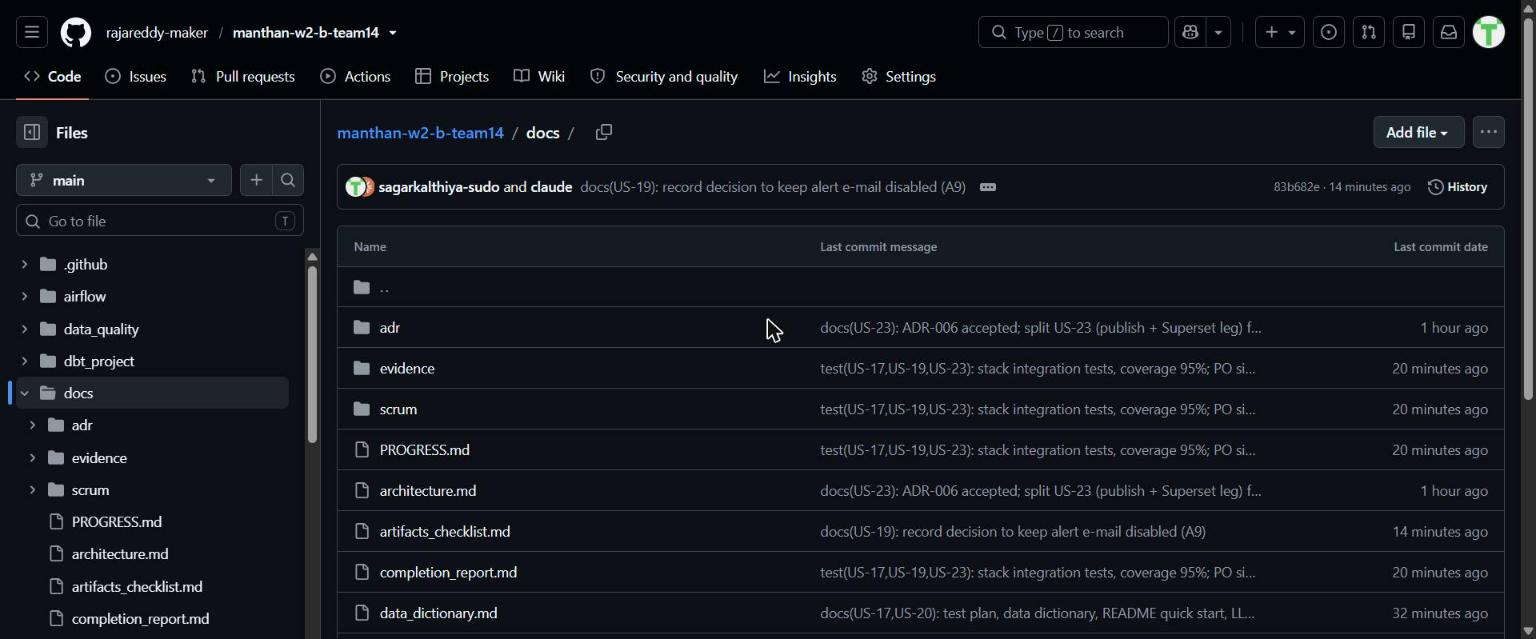 rajareddy-maker / manthan-w2-b-team14
Type / to search
Code Issues Pull requests Actions Projects Wiki Security and quality Insights Settings
Files
manthan-w2-b-team14 / docs /
Add file
main
Go to file T
sagarkalthiya-sudo and claude docs(US-19): record decision to keep alert e-mail disabled (A9)
83b682e · 14 minutes ago History
Name Last commit message Last commit date
..
adr docs(US-23): ADR-006 accepted; split US-23 (publish + Superset leg) f... 1 hour ago
evidence test(US-17,US-19,US-23): stack integration tests, coverage 95%; PO si... 20 minutes ago
scrum test(US-17,US-19,US-23): stack integration tests, coverage 95%; PO si... 20 minutes ago
PROGRESS.md test(US-17,US-19,US-23): stack integration tests, coverage 95%; PO si... 20 minutes ago
architecture.md docs(US-23): ADR-006 accepted; split US-23 (publish + Superset leg) f... 1 hour ago
artifacts_checklist.md docs(US-19): record decision to keep alert e-mail disabled (A9) 14 minutes ago
completion_report.md test(US-17,US-19,US-23): stack integration tests, coverage 95%; PO si... 20 minutes ago
data_dictionary.md docs(US-17,US-20): test plan, data dictionary, README quick start, LL... 32 minutes ago
.github
airflow
data_quality
dbt_project
docs
adr
evidence
scrum
PROGRESS.md
architecture.md
artifacts_checklist.md
completion_report.md